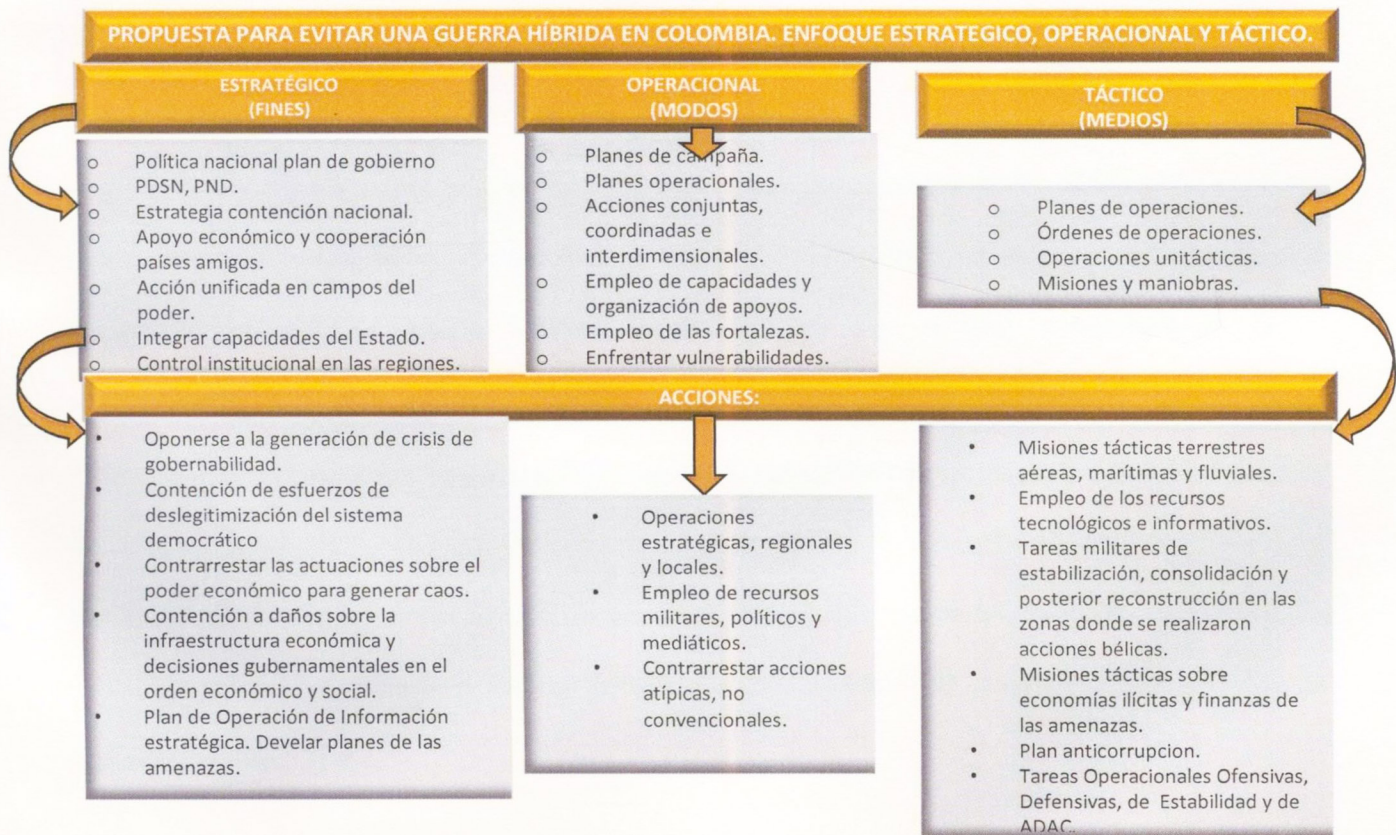 PROPUESTA PARA EVITAR UNA GUERRA HÍBRIDA EN COLOMBIA. ENFOQUE ESTRATEGICO, OPERACIONAL Y TÁCTICO.
ESTRATÉGICO
(FINES)
o Política nacional plan de gobierno
o PDSN, PND.
o Estrategia contención nacional.
o Apoyo económico y cooperación
países amigos.
o Acción unificada en campos del
poder.
o Integrar capacidades del Estado.
o Control institucional en las regiones.
OPERACIONAL
(MODOS)
o Planes de campaña.
o Planes operacionales.
o Acciones conjuntas,
coordinadas e
interdimensionales.
o Empleo de capacidades y
organización de apoyos.
o Empleo de las fortalezas.
o Enfrentar vulnerabilidades.
TÁCTICO
(MEDIOS)
o Planes de operaciones.
o Órdenes de operaciones.
o Operaciones unitácticas.
o Misiones y maniobras.
ACCIONES:
• Oponerse a la generación de crisis de
gobernabilidad.
• Contención de esfuerzos de
deslegitimización del sistema
democrático
• Contrarrestar las actuaciones sobre el
poder económico para generar caos.
• Contención a daños sobre la
infraestructura económica y
decisiones gubernamentales en el
orden económico y social.
• Plan de Operación de Información
estratégica. Develar planes de las
amenazas.
• Operaciones
estratégicas, regionales
y locales.
• Empleo de recursos
militares, políticos y
mediáticos.
• Contrarrestar acciones
atípicas, no
convencionales.
• Misiones tácticas terrestres
aéreas, marítimas y fluviales.
• Empleo de los recursos
tecnológicos e informativos.
• Tareas militares de
estabilización, consolidación y
posterior reconstrucción en las
zonas donde se realizaron
acciones bélicas.
• Misiones tácticas sobre
economías ilícitas y finanzas de
las amenazas.
• Plan anticorrupcion.
• Tareas Operacionales Ofensivas,
Defensivas, de Estabilidad y de
ADAC.